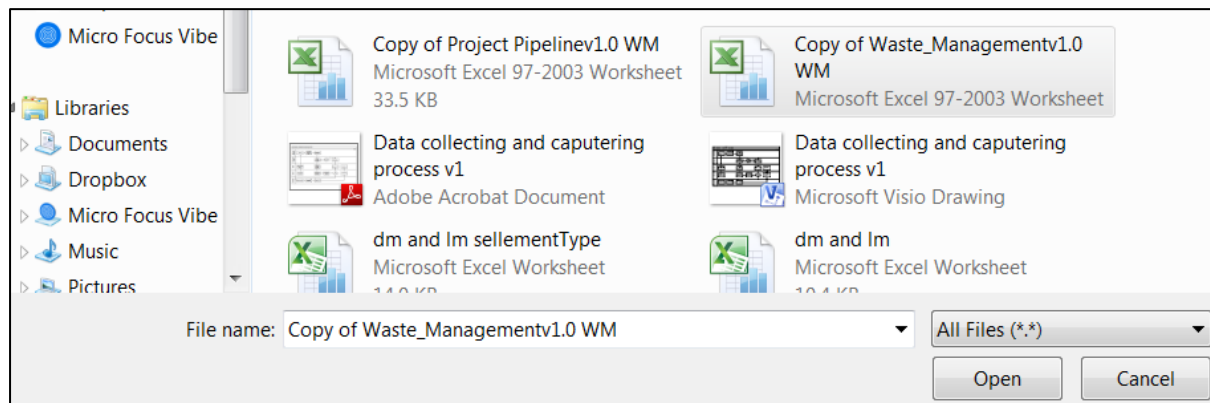 Micro Focus Vibe
Libraries
Documents
Dropbox
Micro Focus Vibe
Music
Pictures
Copy of Project Pipelinev1.0 WM
Microsoft Excel 97-2003 Worksheet
33.5 KB
Copy of Waste_Managementv1.0
WM
Microsoft Excel 97-2003 Worksheet
Data collecting and caputering
process v1
Adobe Acrobat Document
Data collecting and caputering
process v1
Microsoft Visio Drawing
dm and lm sellementType
Microsoft Excel Worksheet
dm and lm
Microsoft Excel Worksheet
File name: Copy of Waste_Managementv1.0 WM
All Files (*.*)
Open Cancel